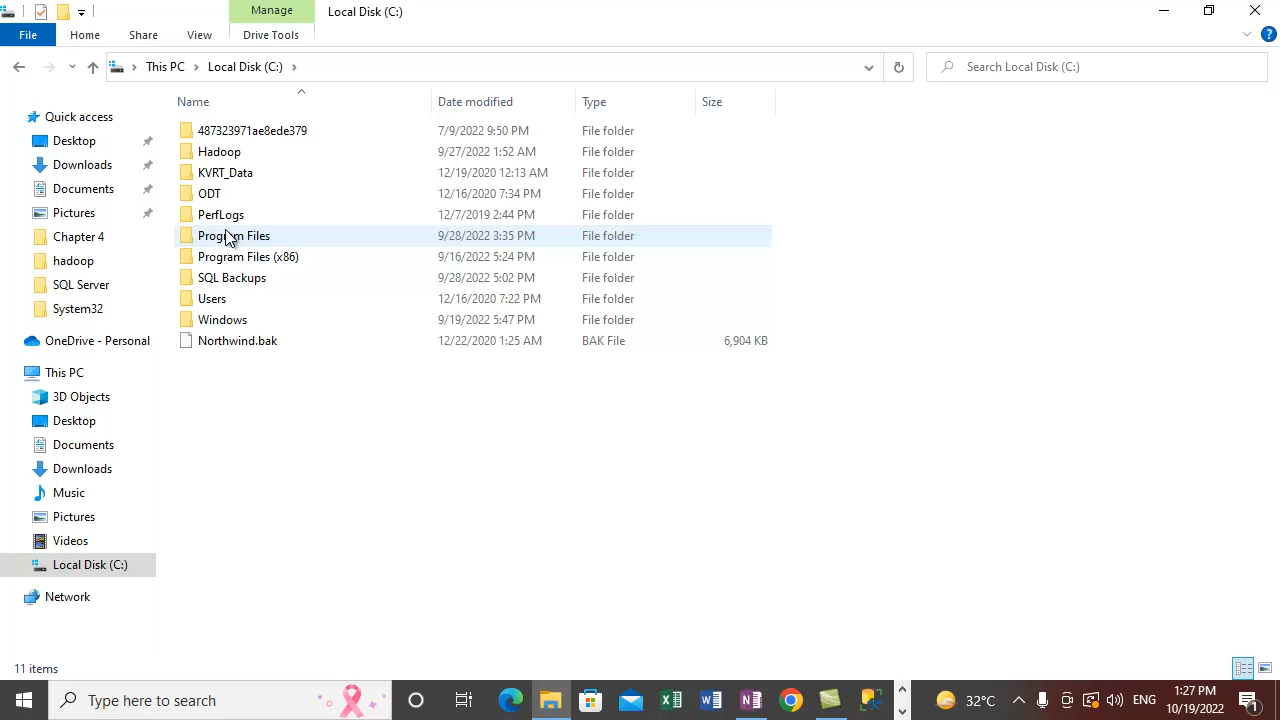 Manage
Local Disk (C:)
File
Home
Share
View
Drive Tools
This PC
Local Disk (C:)
Search Local Disk (C:)
Name
Date modified
Type
Size
Quick access
Desktop
Downloads
Documents
Pictures
Chapter 4
hadoop
SQL Server
System32
OneDrive - Personal
This PC
3D Objects
Desktop
Documents
Downloads
Music
Pictures
Videos
Local Disk (C:)
Network
487323971ae8ede379 7/9/2022 9:50 PM File folder
Hadoop 9/27/2022 1:52 AM File folder
KVRT_Data 12/19/2020 12:13 AM File folder
ODT 12/16/2020 7:34 PM File folder
PerfLogs 12/7/2019 2:44 PM File folder
Program Files 9/28/2022 3:35 PM File folder
Program Files (x86) 9/16/2022 5:24 PM File folder
SQL Backups 9/28/2022 5:02 PM File folder
Users 12/16/2020 7:22 PM File folder
Windows 9/19/2022 5:47 PM File folder
Northwind.bak 12/22/2020 1:25 AM BAK File 6,904 KB
11 items
Type here to search
32°C
ENG
1:27 PM
10/19/2022
1